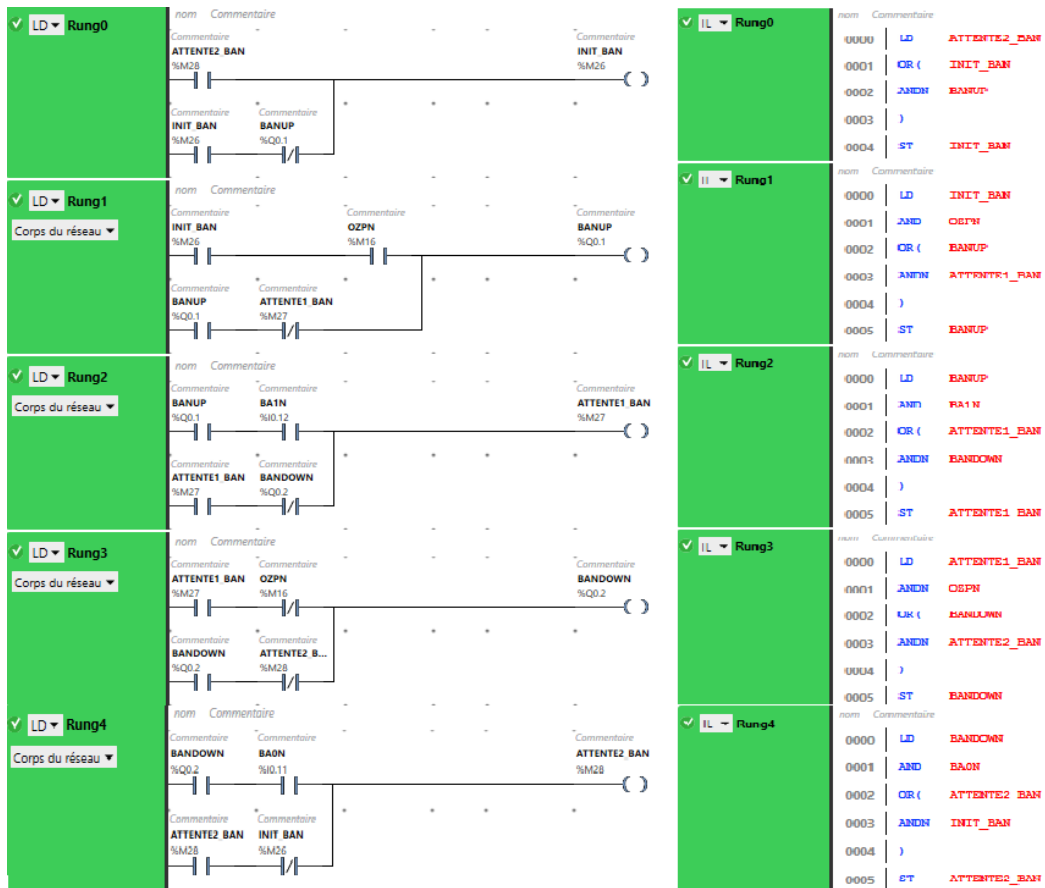 LD Rung0
nom Commentaire
Commentaire Commentaire
ATTENTE2_BAN INIT_BAN
%M28 %M26
Commentaire Commentaire
INIT_BAN BANUP
%M26 %Q0.1
LD Rung1
Corps du réseau
nom Commentaire
Commentaire Commentaire Commentaire
INIT_BAN OZPN BANUP
%M26 %M16 %Q0.1
Commentaire Commentaire
BANUP ATTENTE1_BAN
%Q0.1 %M27
LD Rung2
Corps du réseau
nom Commentaire
Commentaire Commentaire Commentaire
BANUP BA1N ATTENTE1_BAN
%Q0.1 %I0.12 %M27
Commentaire Commentaire
ATTENTE1_BAN BANDOWN
%M27 %Q0.2
LD Rung3
Corps du réseau
nom Commentaire
Commentaire Commentaire Commentaire
ATTENTE1_BAN OZPN BANDOWN
%M27 %M16 %Q0.2
Commentaire Commentaire
BANDOWN ATTENTE2_B...
%Q0.2 %M28
LD Rung4
Corps du réseau
nom Commentaire
Commentaire Commentaire Commentaire
BANDOWN BA0N ATTENTE2_BAN
%Q0.2 %I0.11 %M28
Commentaire Commentaire
ATTENTE2_BAN INIT_BAN
%M28 %M26
IL Rung0
nom Commentaire
0000 LD ATTENTE2_BAN
0001 OR ( INIT_BAN
0002 ANDN BANUP
0003 )
0004 ST INIT_BAN
IL Rung1
nom Commentaire
0000 LD INIT_BAN
0001 AND OZPN
0002 OR ( BANUP
0003 ANDN ATTENTE1_BAN
0004 )
0005 ST BANUP
IL Rung2
nom Commentaire
0000 LD BANUP
0001 AND BA1N
0002 OR ( ATTENTE1_BAN
0003 ANDN BANDOWN
0004 )
0005 ST ATTENTE1_BAN
IL Rung3
nom Commentaire
0000 LD ATTENTE1_BAN
0001 ANDN OZPN
0002 OR ( BANDOWN
0003 ANDN ATTENTE2_BAN
0004 )
0005 ST BANDOWN
IL Rung4
nom Commentaire
0000 LD BANDOWN
0001 AND BA0N
0002 OR ( ATTENTE2_BAN
0003 ANDN INIT_BAN
0004 )
0005 ST ATTENTE2_BAN